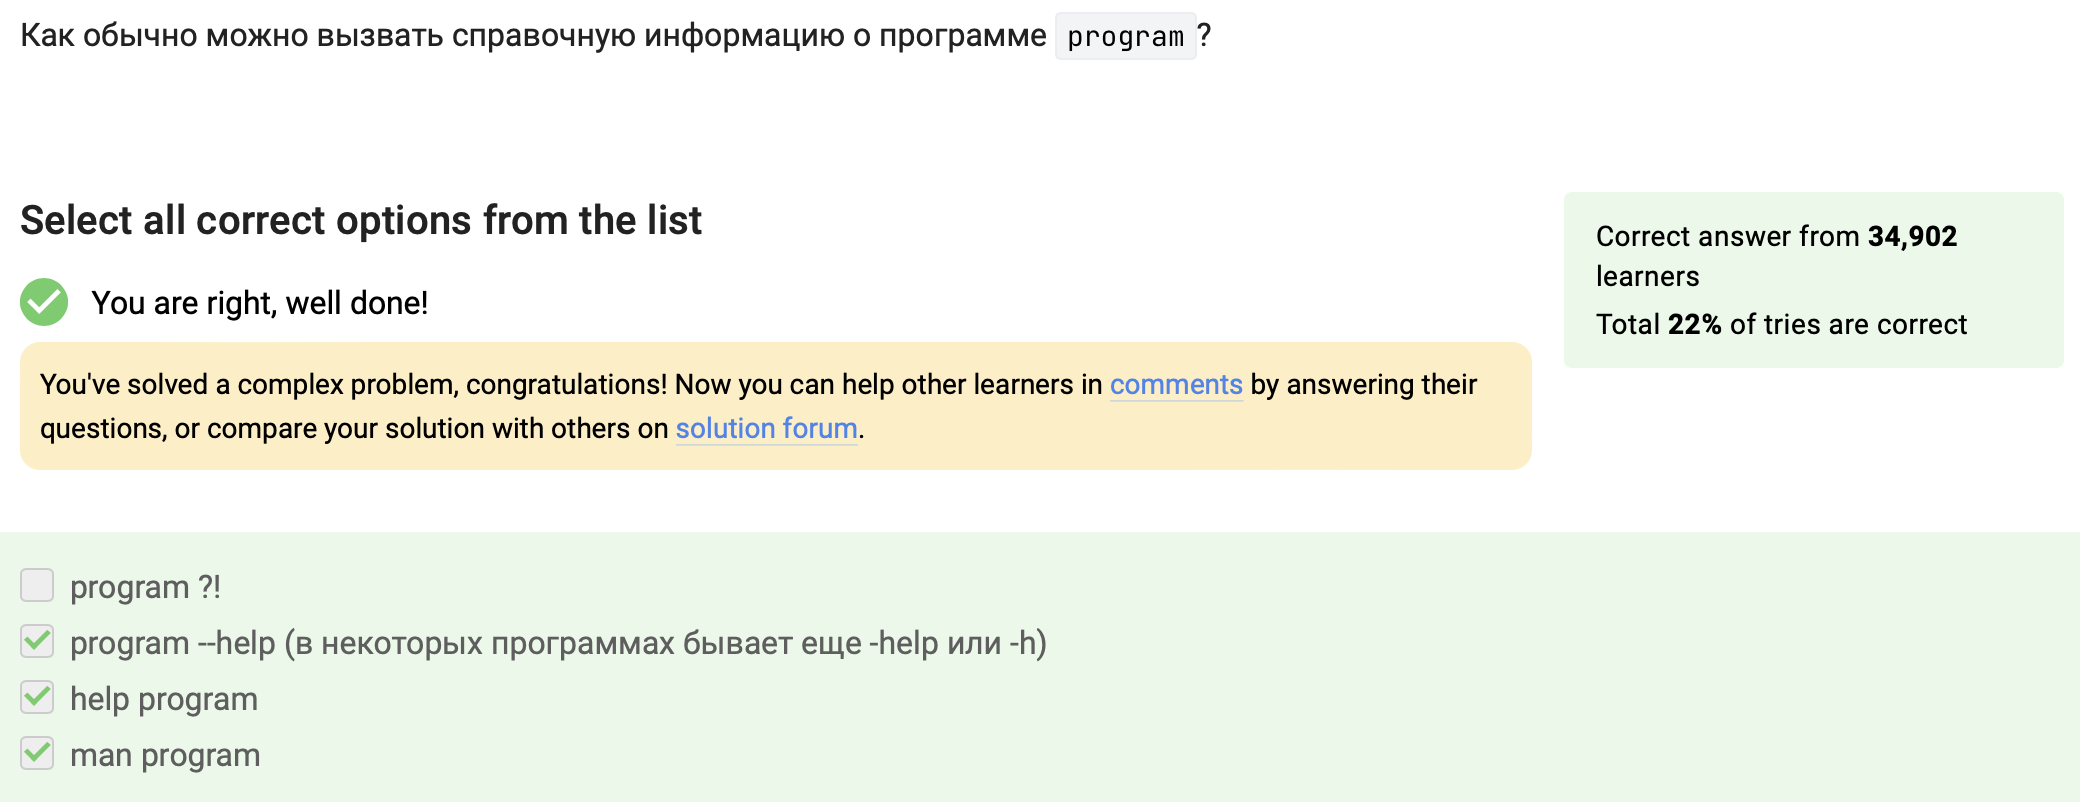 Как обычно можно вызвать справочную информацию о программе program?
Select all correct options from the list
You are right, well done!
You've solved a complex problem, congratulations! Now you can help other learners in comments by answering their
questions, or compare your solution with others on solution forum.
Correct answer from 34,902
learners
Total 22% of tries are correct
program ?!
program --help (в некоторых программах бывает еще -help или -h)
help program
man program